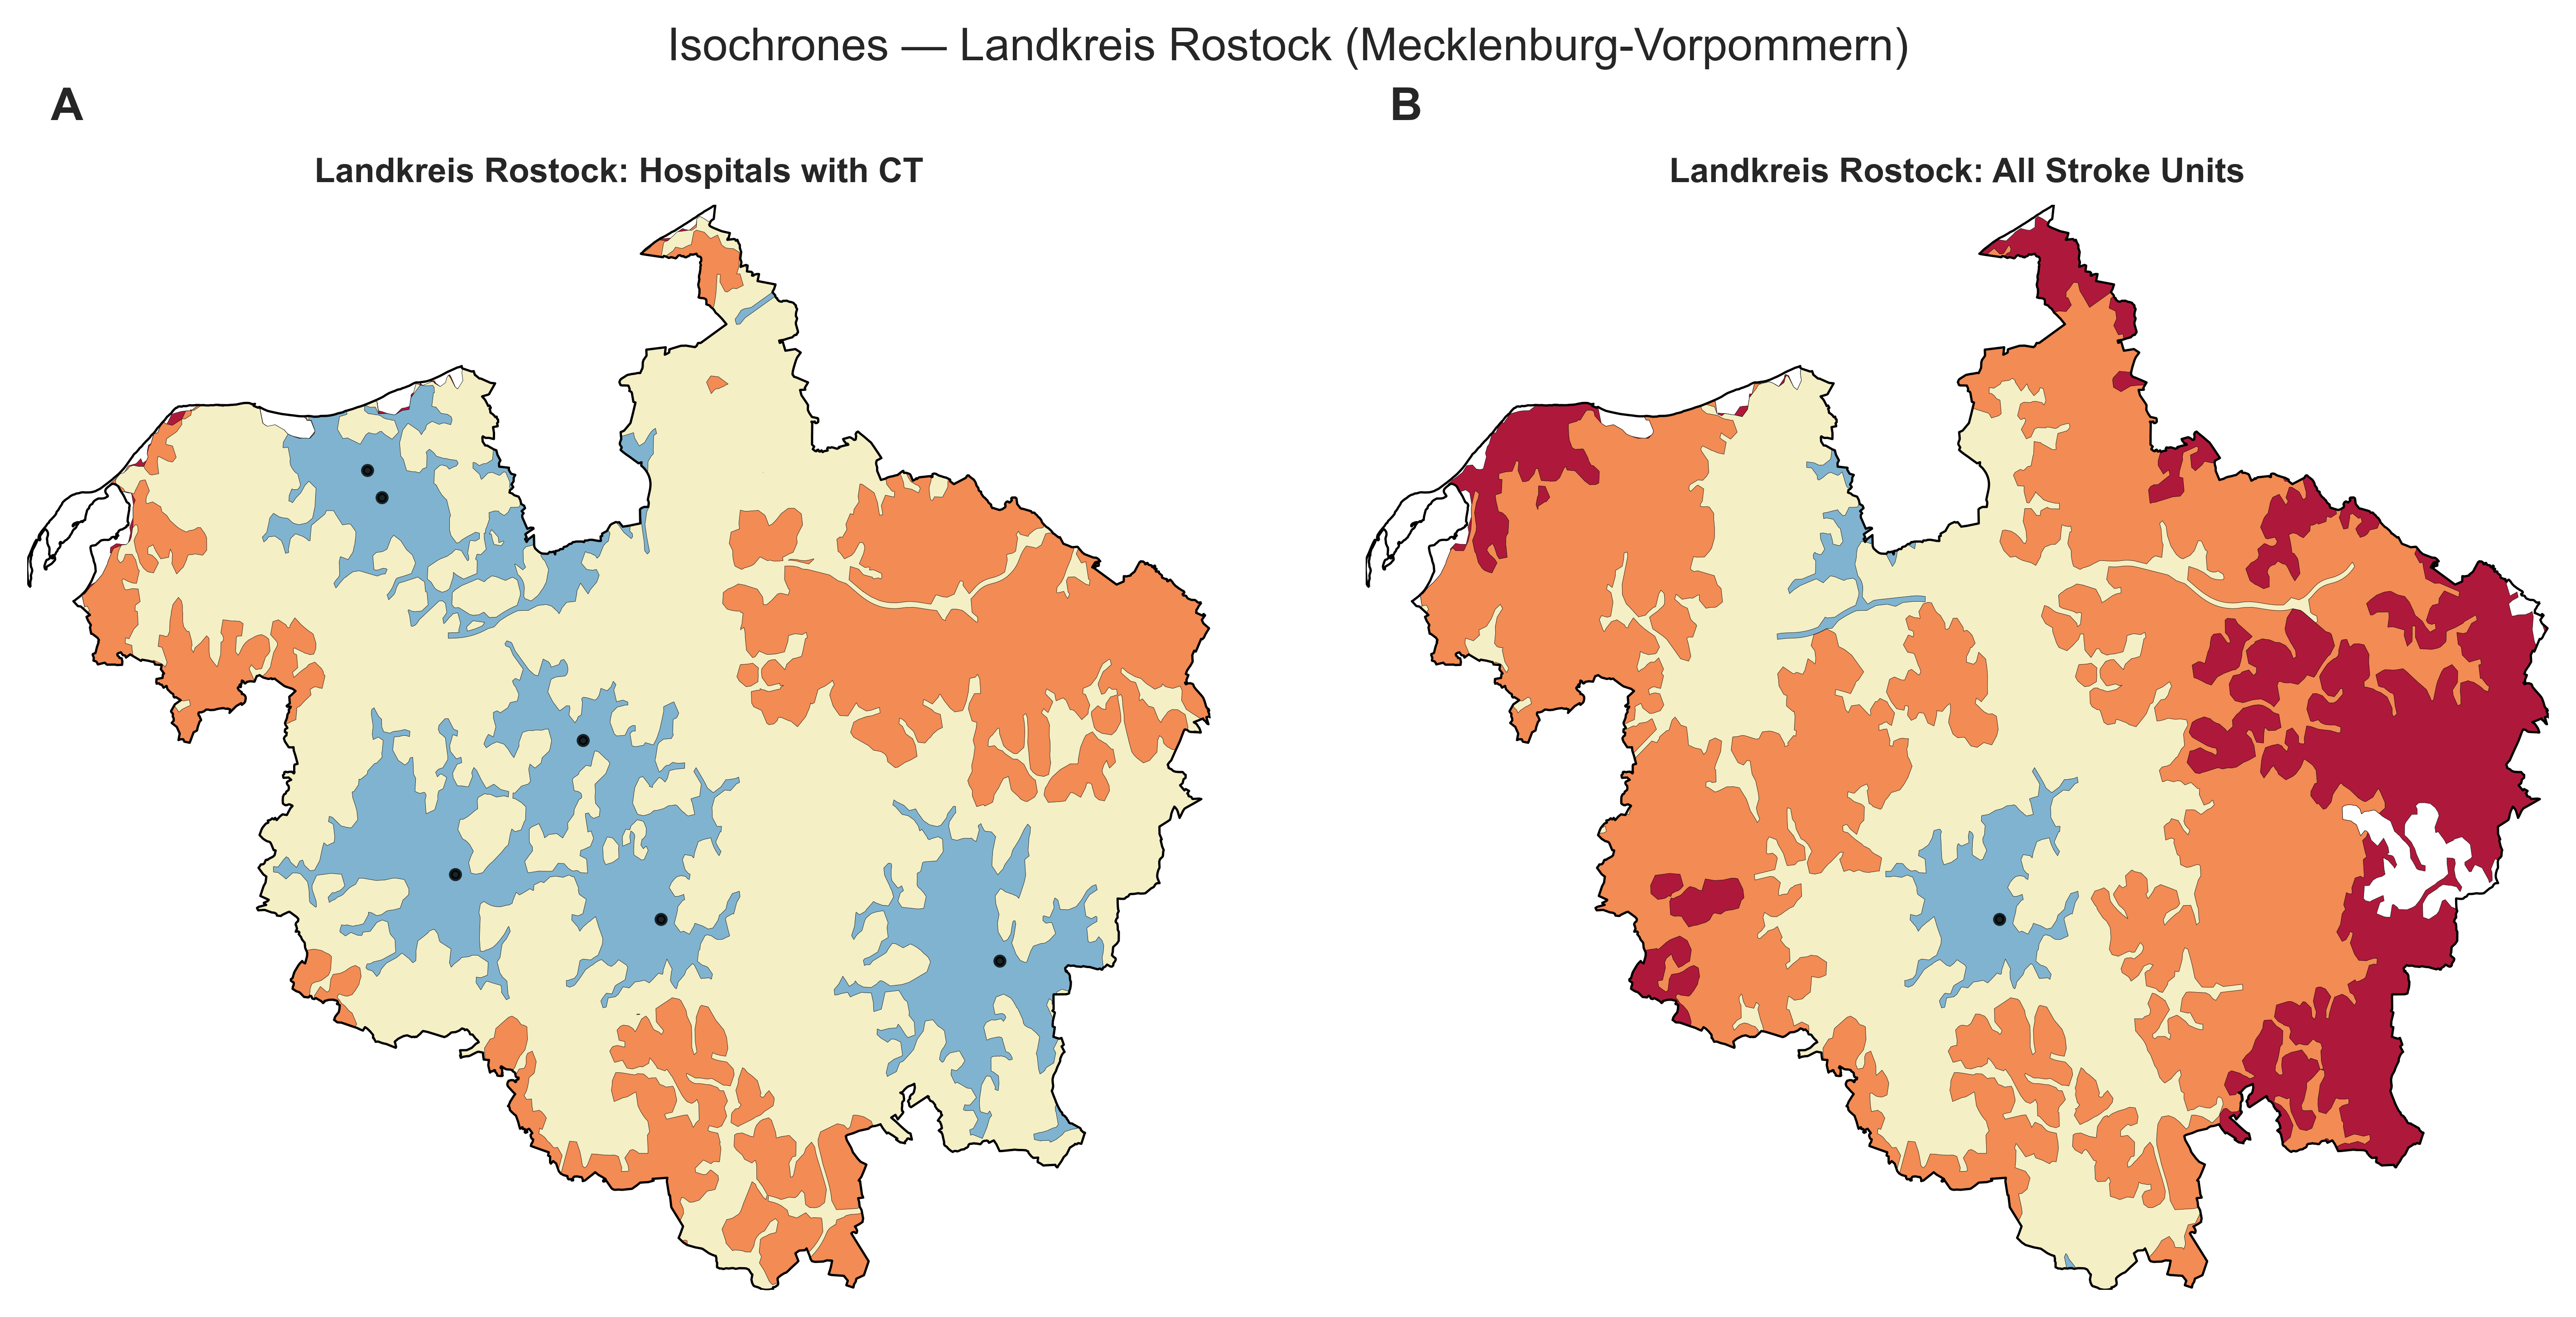 Isochrones — Landkreis Rostock (Mecklenburg-Vorpommern)
A
B
Landkreis Rostock: Hospitals with CT
Landkreis Rostock: All Stroke Units